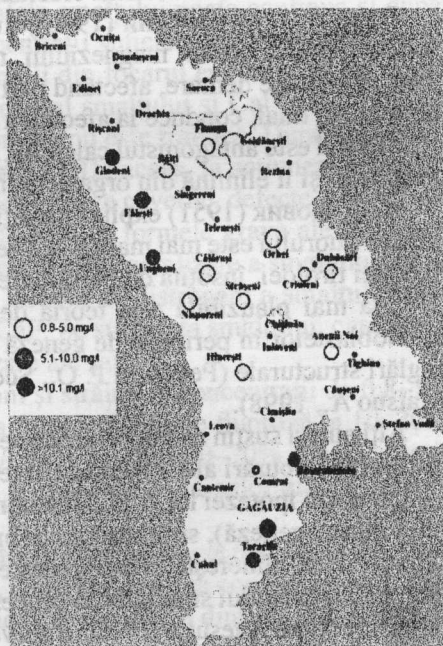 Ocnița
Briceni
Dondușeni
Edineț
Soroca
Drochia
Rîșcani
Florești
Șoldănești
Bălți
Glodeni
Rezina
Sîngerei
Fălești
Telenești
Orhei
Dubăsari
Ungheni
Călărași
Criuleni
Strășeni
Nisporeni
Chișinău
Anenii Noi
Ialoveni
Tighina
Hîncești
Căușeni
Cimișlia
Ștefan Vodă
Leova
Basarabeasca
Comrat
Cantemir
GĂGĂUZIA
Taraclia
Cahul
0.8-5.0 mg/l
5.1-10.0 mg/l
>10.1 mg/l